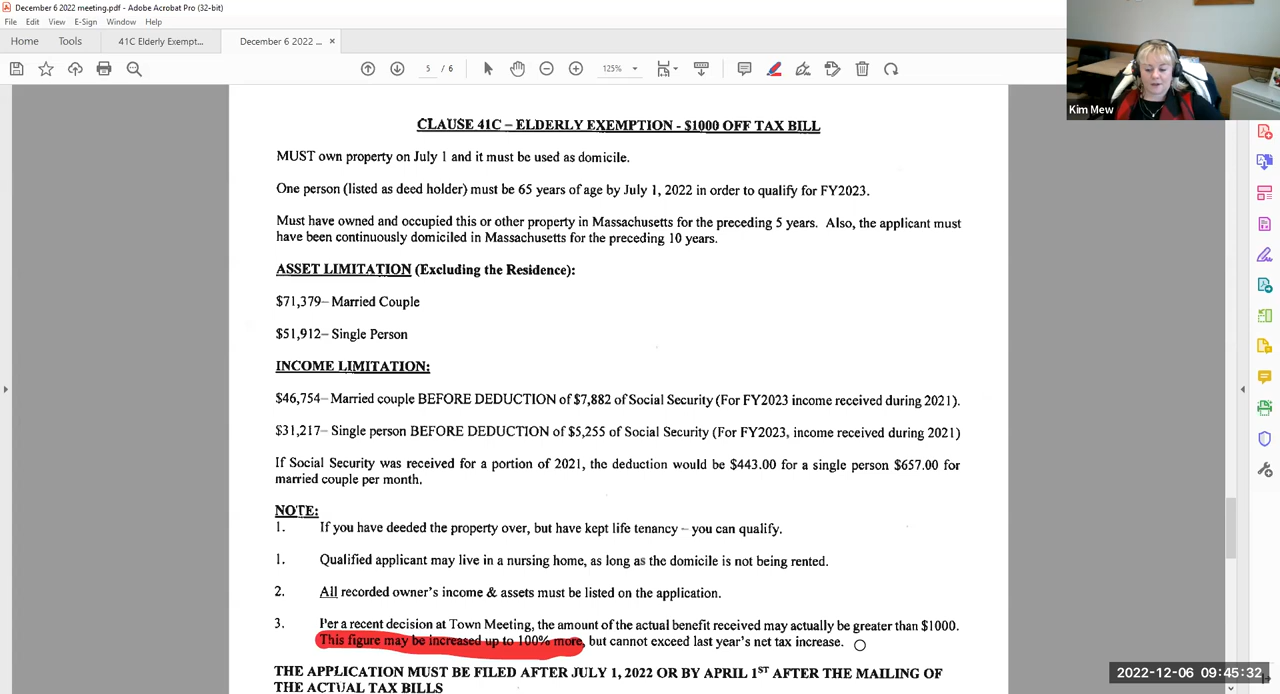 December 6 2022 meeting.pdf - Adobe Acrobat Pro (32-bit)
File Edit View E-Sign Window Help
Home Tools 41C Elderly Exempt... December 6 2022 ... ×
5 / 6 125%
Kim Mew
CLAUSE 41C – ELDERLY EXEMPTION - $1000 OFF TAX BILL
MUST own property on July 1 and it must be used as domicile.
One person (listed as deed holder) must be 65 years of age by July 1, 2022 in order to qualify for FY2023.
Must have owned and occupied this or other property in Massachusetts for the preceding 5 years. Also, the applicant must
have been continuously domiciled in Massachusetts for the preceding 10 years.
ASSET LIMITATION (Excluding the Residence):
$71,379– Married Couple
$51,912– Single Person
INCOME LIMITATION:
$46,754– Married couple BEFORE DEDUCTION of $7,882 of Social Security (For FY2023 income received during 2021).
$31,217– Single person BEFORE DEDUCTION of $5,255 of Social Security (For FY2023, income received during 2021)
If Social Security was received for a portion of 2021, the deduction would be $443.00 for a single person $657.00 for
married couple per month.
NOTE:
1. If you have deeded the property over, but have kept life tenancy – you can qualify.
1. Qualified applicant may live in a nursing home, as long as the domicile is not being rented.
2. All recorded owner's income & assets must be listed on the application.
3. Per a recent decision at Town Meeting, the amount of the actual benefit received may actually be greater than $1000.
This figure may be increased up to 100% more, but cannot exceed last year's net tax increase.
THE APPLICATION MUST BE FILED AFTER JULY 1, 2022 OR BY APRIL 1ST AFTER THE MAILING OF
THE ACTUAL TAX BILLS
2022-12-06 09:45:32